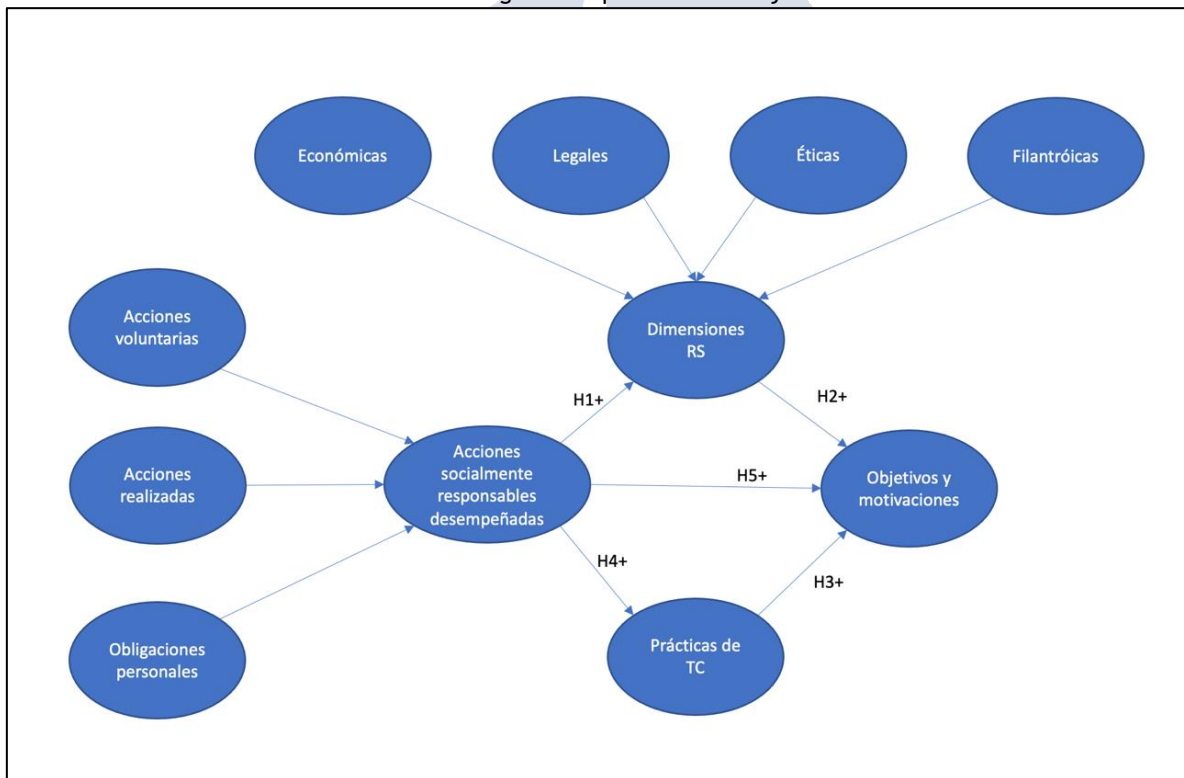 Económicas
Legales
Éticas
Filantróicas
Acciones
voluntarias
Dimensiones
RS
H1+
H2+
Acciones
realizadas
Acciones
socialmente
responsables
desempeñadas
H5+
Objetivos y
motivaciones
H4+
H3+
Obligaciones
personales
Prácticas de
TC